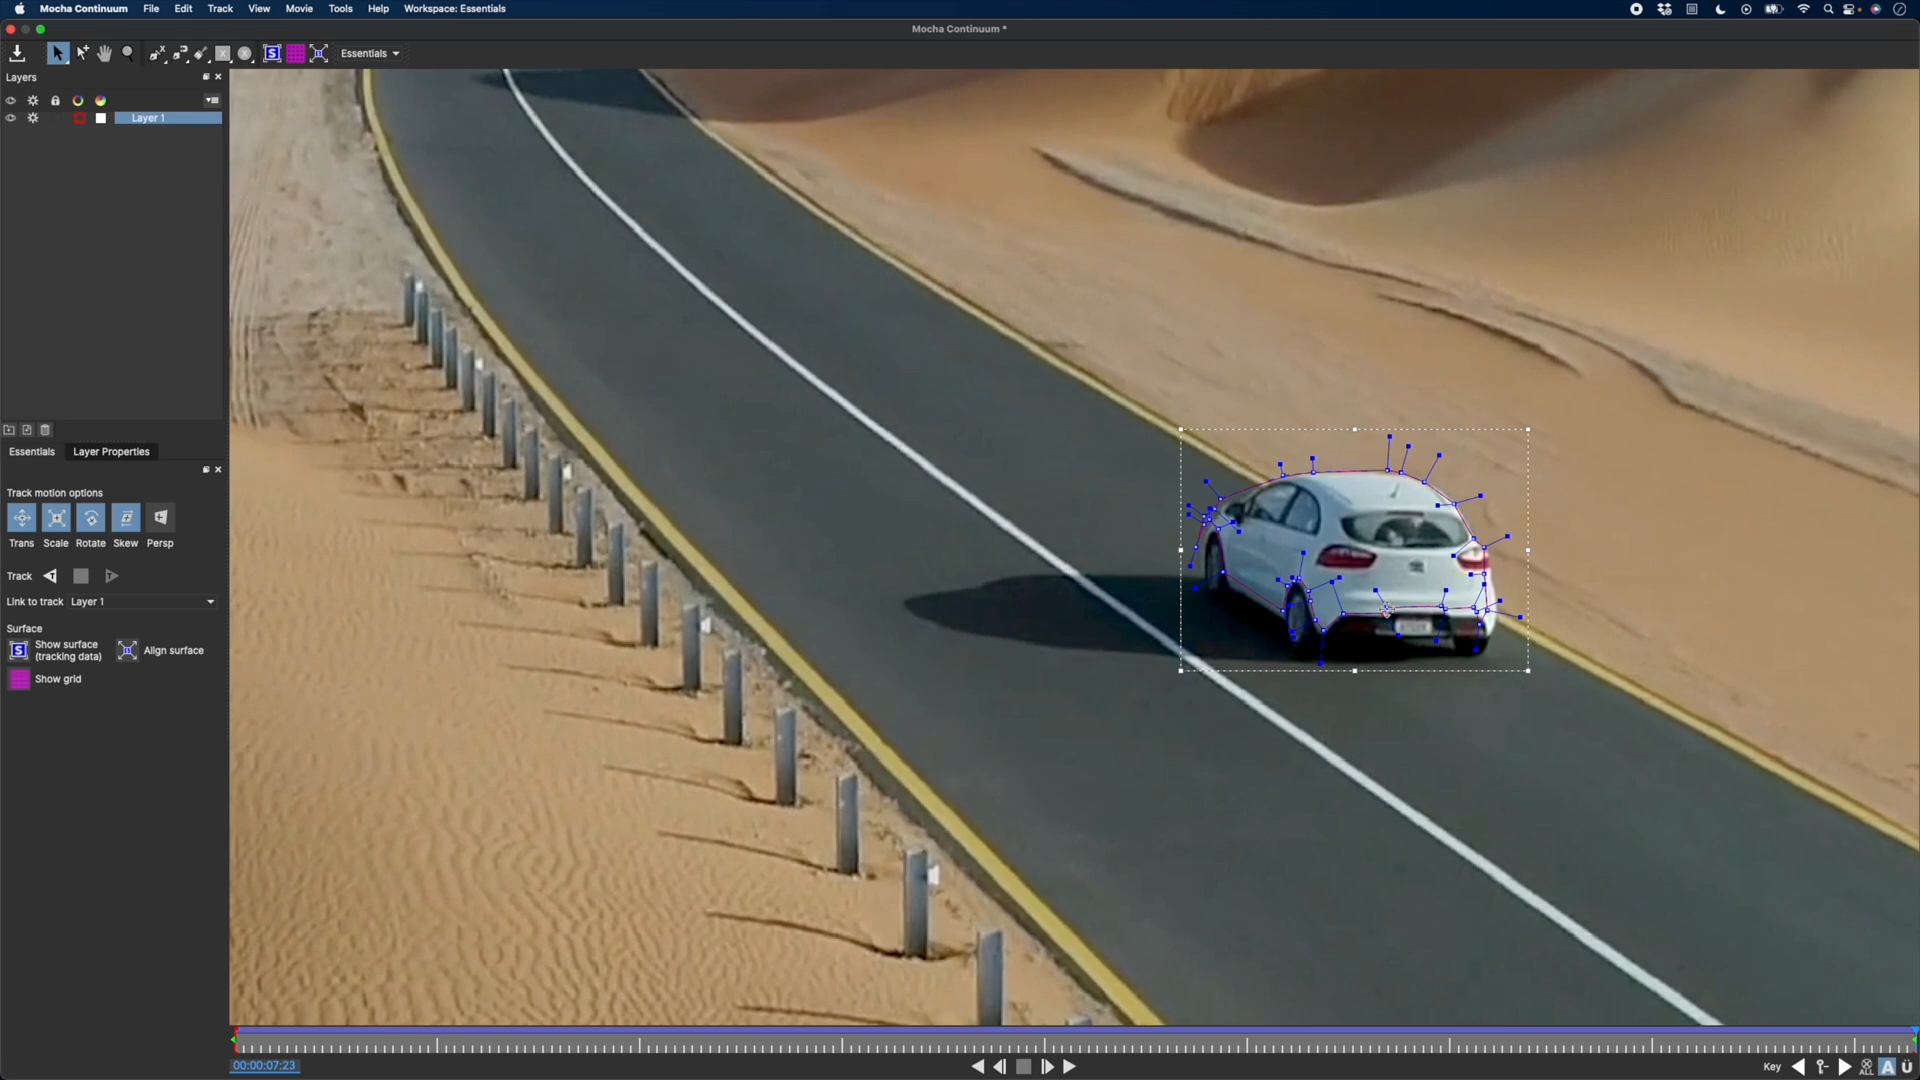 Mocha Continuum File Edit Track View Movie Tools Help Workspace: Essentials
Mocha Continuum *
Essentials
Layers
Layer 1
Essentials Layer Properties
Track motion options
Trans Scale Rotate Skew Persp
Track
Link to track Layer 1
Surface
S Show surface (tracking data) Align surface
Show grid
00:00:07:23
Key ALL A Ü